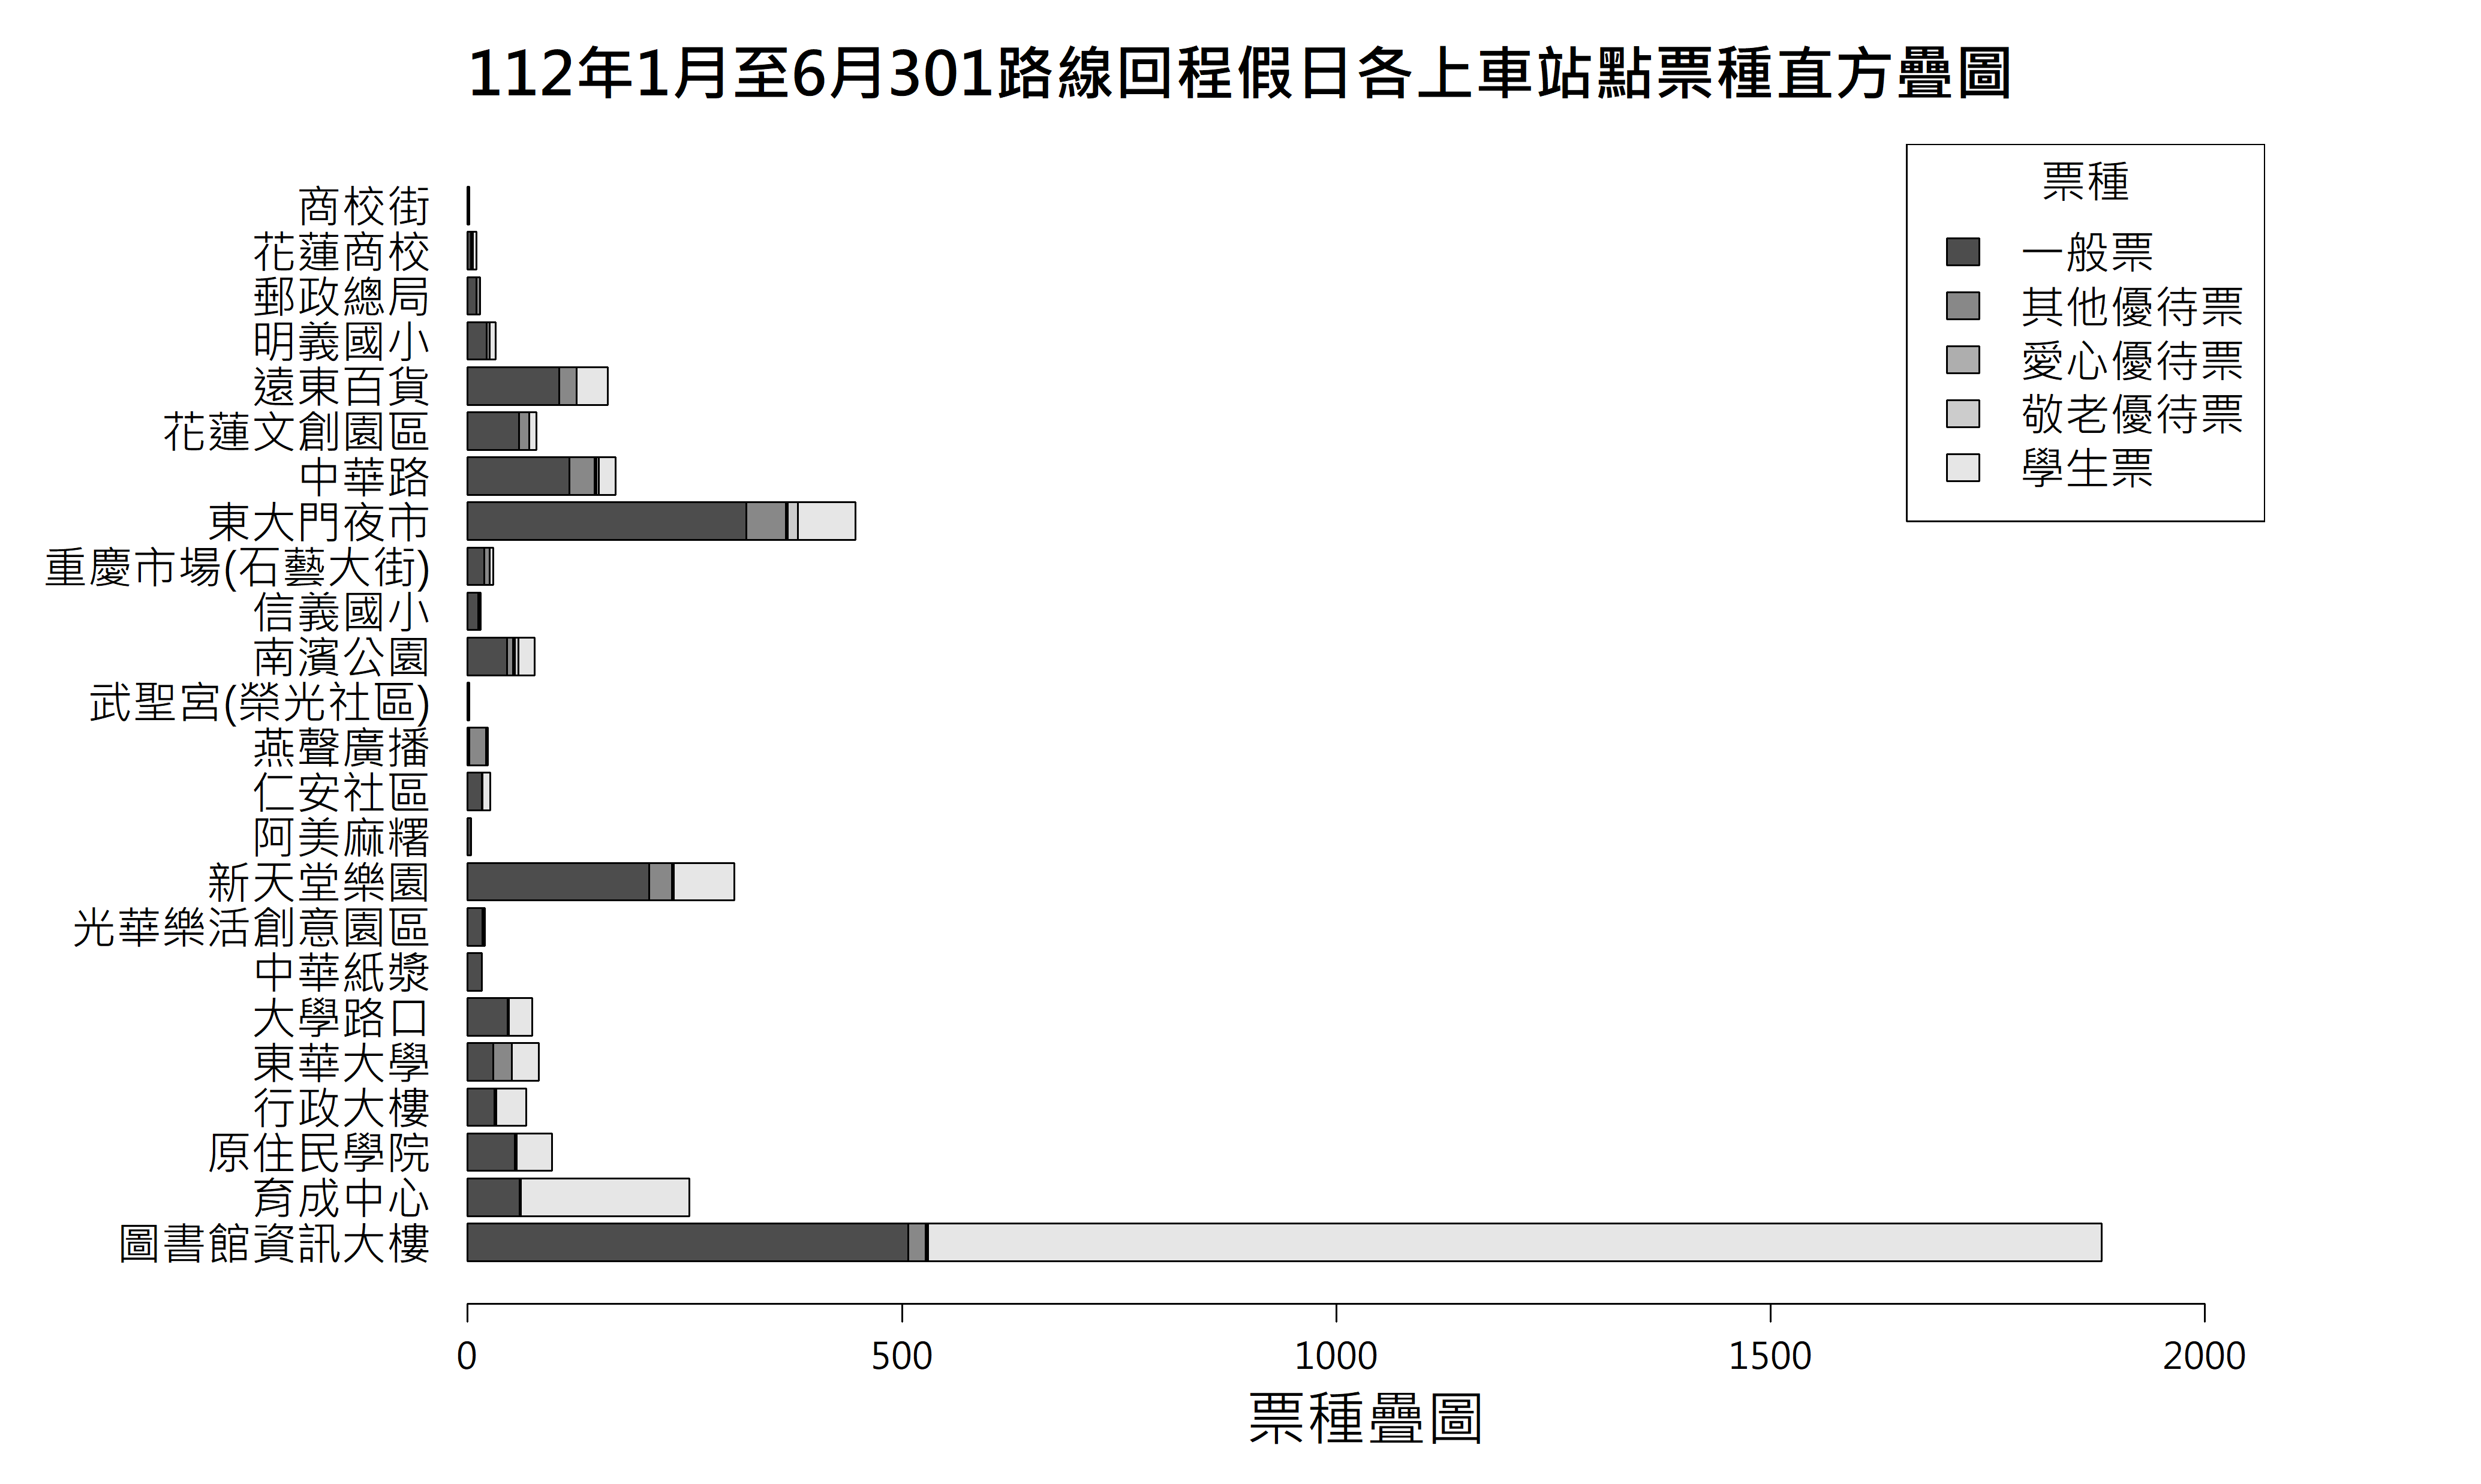 112年1月至6月301路線回程假日各上車站點票種直方疊圖
票種
一般票
其他優待票
愛心優待票
敬老優待票
學生票
商校街
花蓮商校
郵政總局
明義國小
遠東百貨
花蓮文創園區
中華路
東大門夜市
重慶市場(石藝大街)
信義國小
南濱公園
武聖宮(榮光社區)
燕聲廣播
仁安社區
阿美麻糬
新天堂樂園
光華樂活創意園區
中華紙漿
大學路口
東華大學
行政大樓
原住民學院
育成中心
圖書館資訊大樓
0 500 1000 1500 2000
票種疊圖